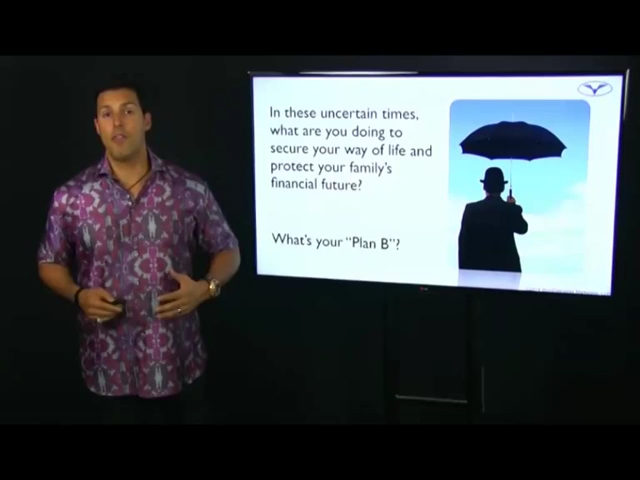 In these uncertain times,
what are you doing to
secure your way of life and
protect your family's
financial future?
What's your "Plan B"?